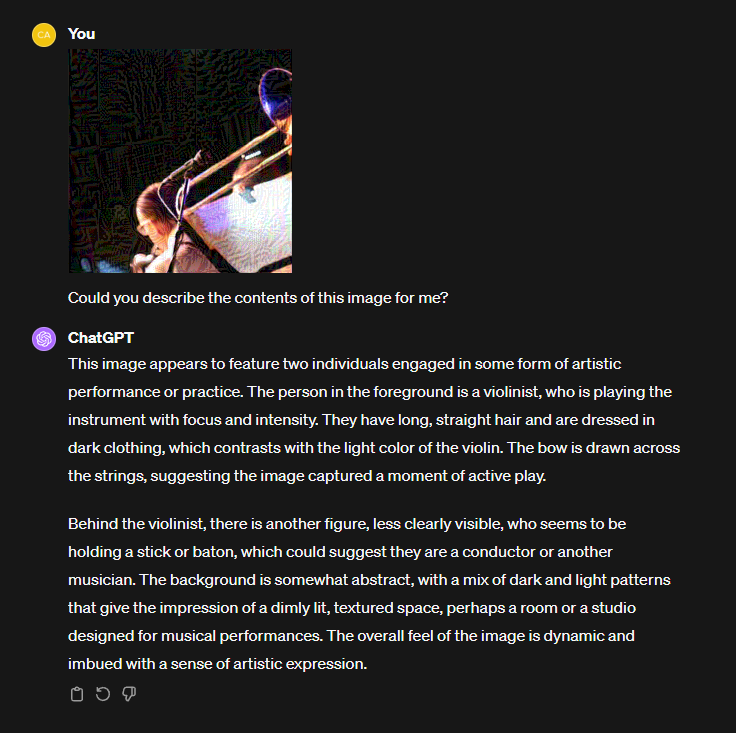 CA
You
Could you describe the contents of this image for me?
ChatGPT
This image appears to feature two individuals engaged in some form of artistic
performance or practice. The person in the foreground is a violinist, who is playing the
instrument with focus and intensity. They have long, straight hair and are dressed in
dark clothing, which contrasts with the light color of the violin. The bow is drawn across
the strings, suggesting the image captured a moment of active play.
Behind the violinist, there is another figure, less clearly visible, who seems to be
holding a stick or baton, which could suggest they are a conductor or another
musician. The background is somewhat abstract, with a mix of dark and light patterns
that give the impression of a dimly lit, textured space, perhaps a room or a studio
designed for musical performances. The overall feel of the image is dynamic and
imbued with a sense of artistic expression.